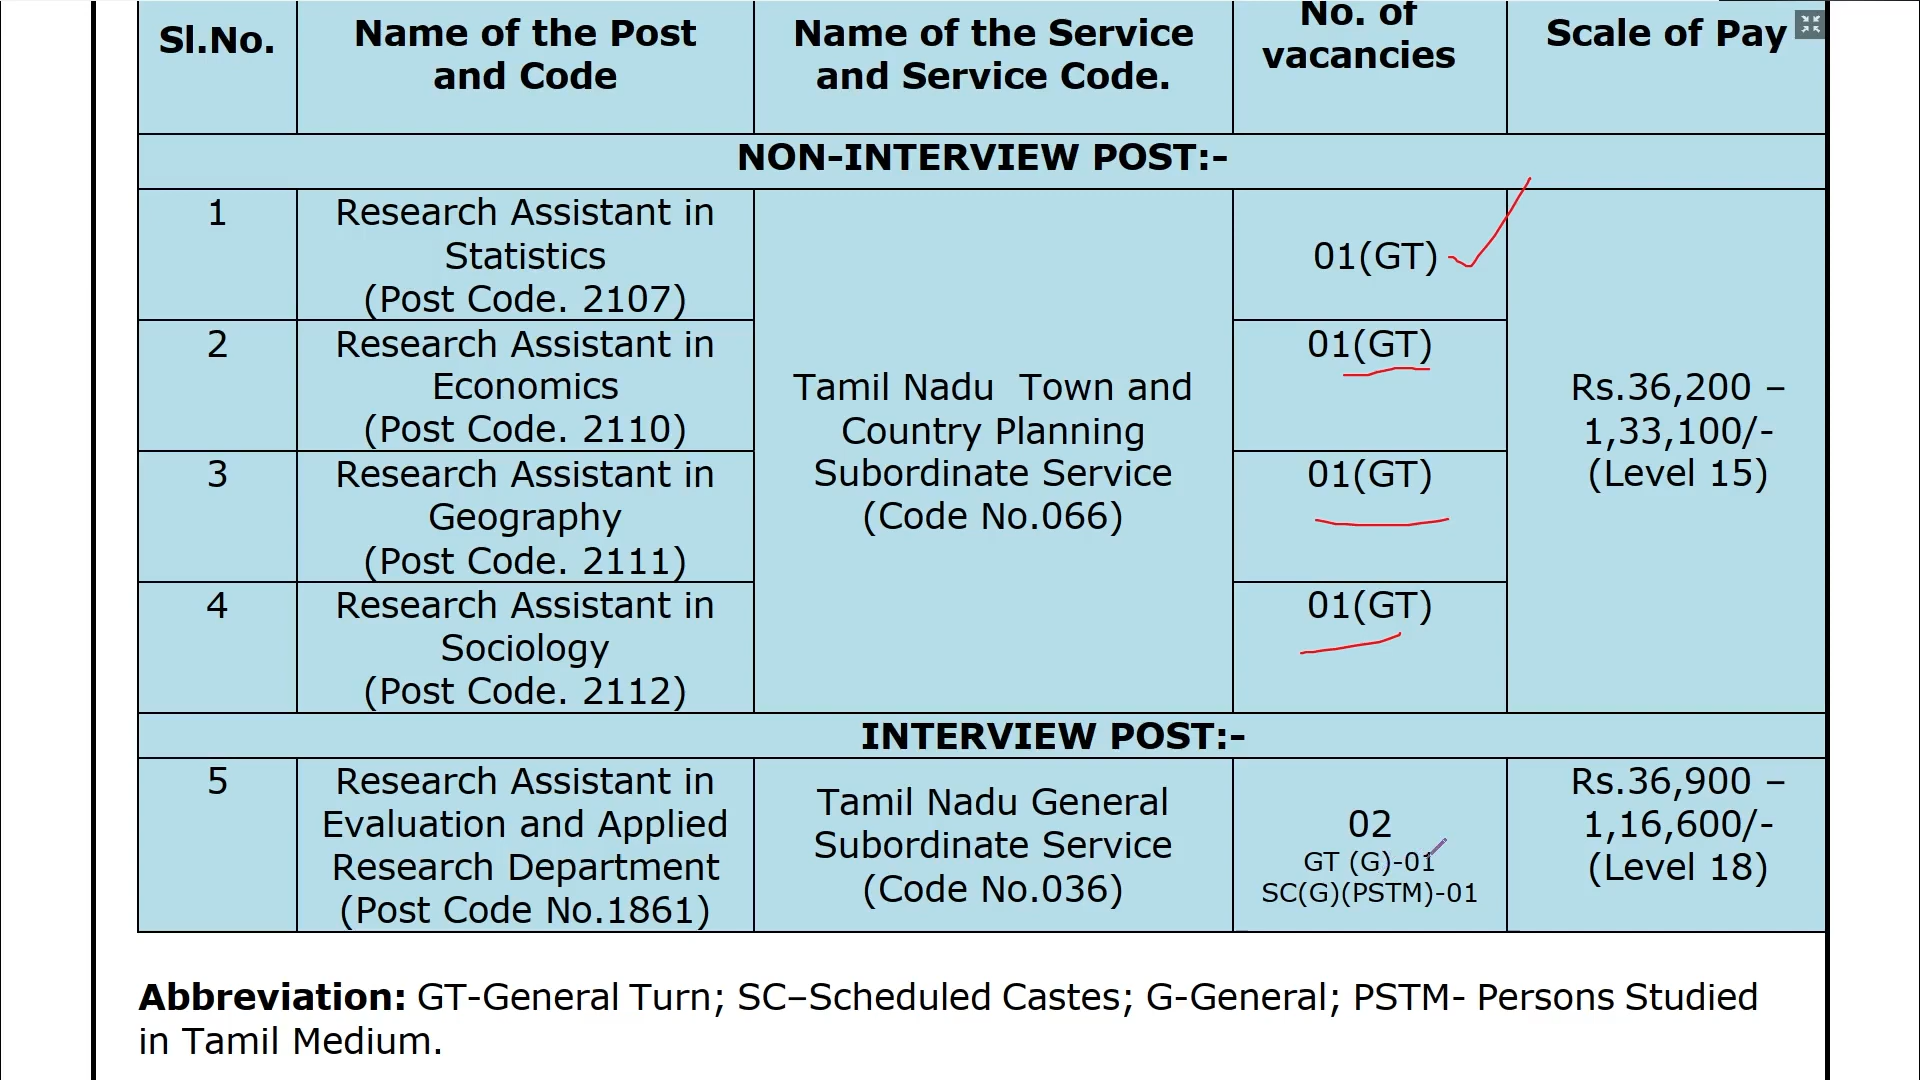 Sl.No.
Name of the Post
and Code
Name of the Service
and Service Code.
No. of
vacancies
Scale of Pay
NON-INTERVIEW POST:-
1
Research Assistant in
Statistics
(Post Code. 2107)
Tamil Nadu  Town and
Country Planning
Subordinate Service
(Code No.066)
01(GT)
Rs.36,200 –
1,33,100/-
(Level 15)
2
Research Assistant in
Economics
(Post Code. 2110)
01(GT)
3
Research Assistant in
Geography
(Post Code. 2111)
01(GT)
4
Research Assistant in
Sociology
(Post Code. 2112)
01(GT)
INTERVIEW POST:-
5
Research Assistant in
Evaluation and Applied
Research Department
(Post Code No.1861)
Tamil Nadu General
Subordinate Service
(Code No.036)
02
GT (G)-01
SC(G)(PSTM)-01
Rs.36,900 –
1,16,600/-
(Level 18)
Abbreviation: GT-General Turn; SC–Scheduled Castes; G-General; PSTM- Persons Studied
in Tamil Medium.